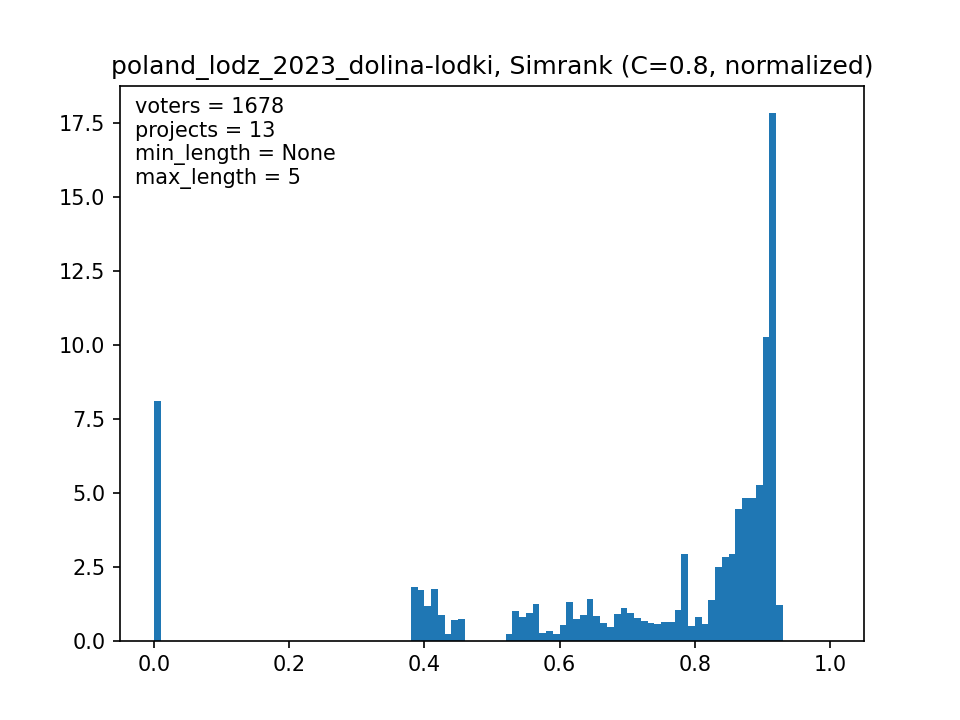 poland_lodz_2023_dolina-lodki, Simrank (C=0.8, normalized)
voters = 1678
projects = 13
min_length = None
max_length = 5
17.5
15.0
12.5
10.0
7.5
5.0
2.5
0.0
0.0 0.2 0.4 0.6 0.8 1.0